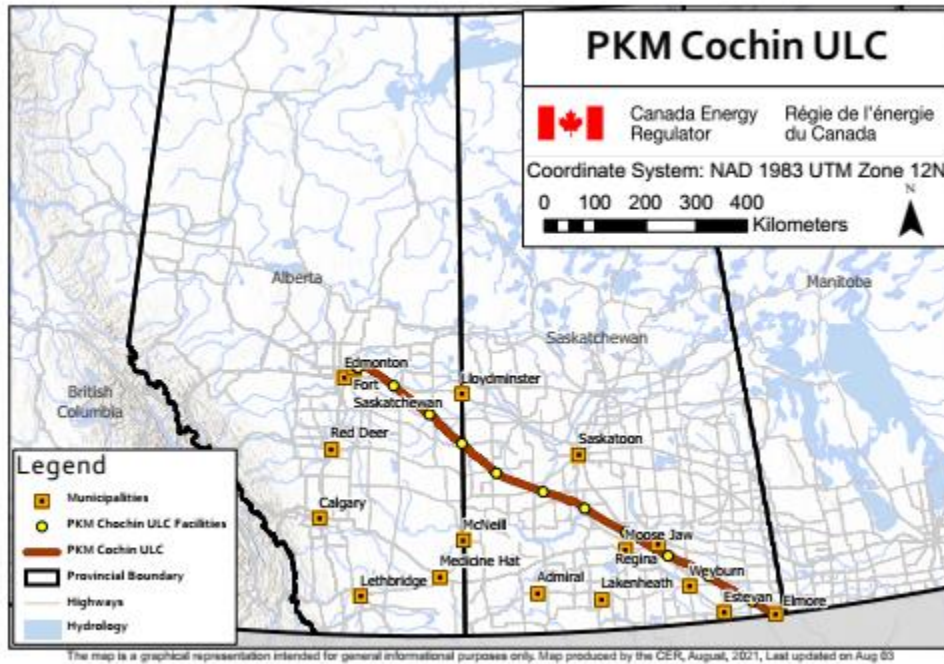 PKM Cochin ULC
Canada Energy Regulator
Régie de l'énergie du Canada
Coordinate System: NAD 1983 UTM Zone 12N
N
0 100 200 300 400
Kilometers
Alberta
Saskatchewan
Manitoba
British Columbia
Edmonton
Fort Saskatchewan
Lloydminster
Red Deer
Saskatoon
Calgary
McNeill
Moose Jaw
Regina
Medicine Hat
Weyburn
Lethbridge
Admiral
Lakenheath
Estevan
Elmore
Legend
Municipalities
PKM Chochin ULC Facilities
PKM Cochin ULC
Provincial Boundary
Highways
Hydrology
The map is a graphical representation intended for general informational purposes only. Map produced by the CER, August, 2021, Last updated on Aug 03